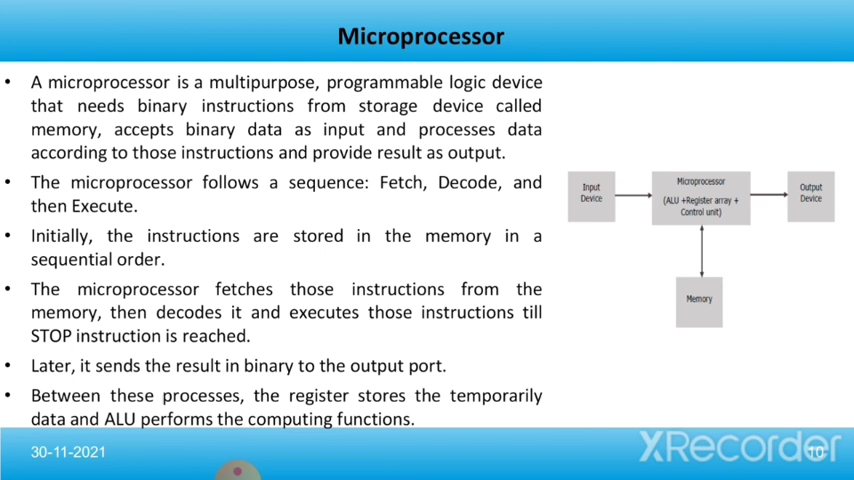 Microprocessor
• A microprocessor is a multipurpose, programmable logic device
that needs binary instructions from storage device called
memory, accepts binary data as input and processes data
according to those instructions and provide result as output.
• The microprocessor follows a sequence: Fetch, Decode, and
then Execute.
• Initially, the instructions are stored in the memory in a
sequential order.
• The microprocessor fetches those instructions from the
memory, then decodes it and executes those instructions till
STOP instruction is reached.
• Later, it sends the result in binary to the output port.
• Between these processes, the register stores the temporarily
data and ALU performs the computing functions.
Input
Device
Microprocessor
(ALU +Register array +
Control unit)
Output
Device
Memory
30-11-2021
10
XRecorder